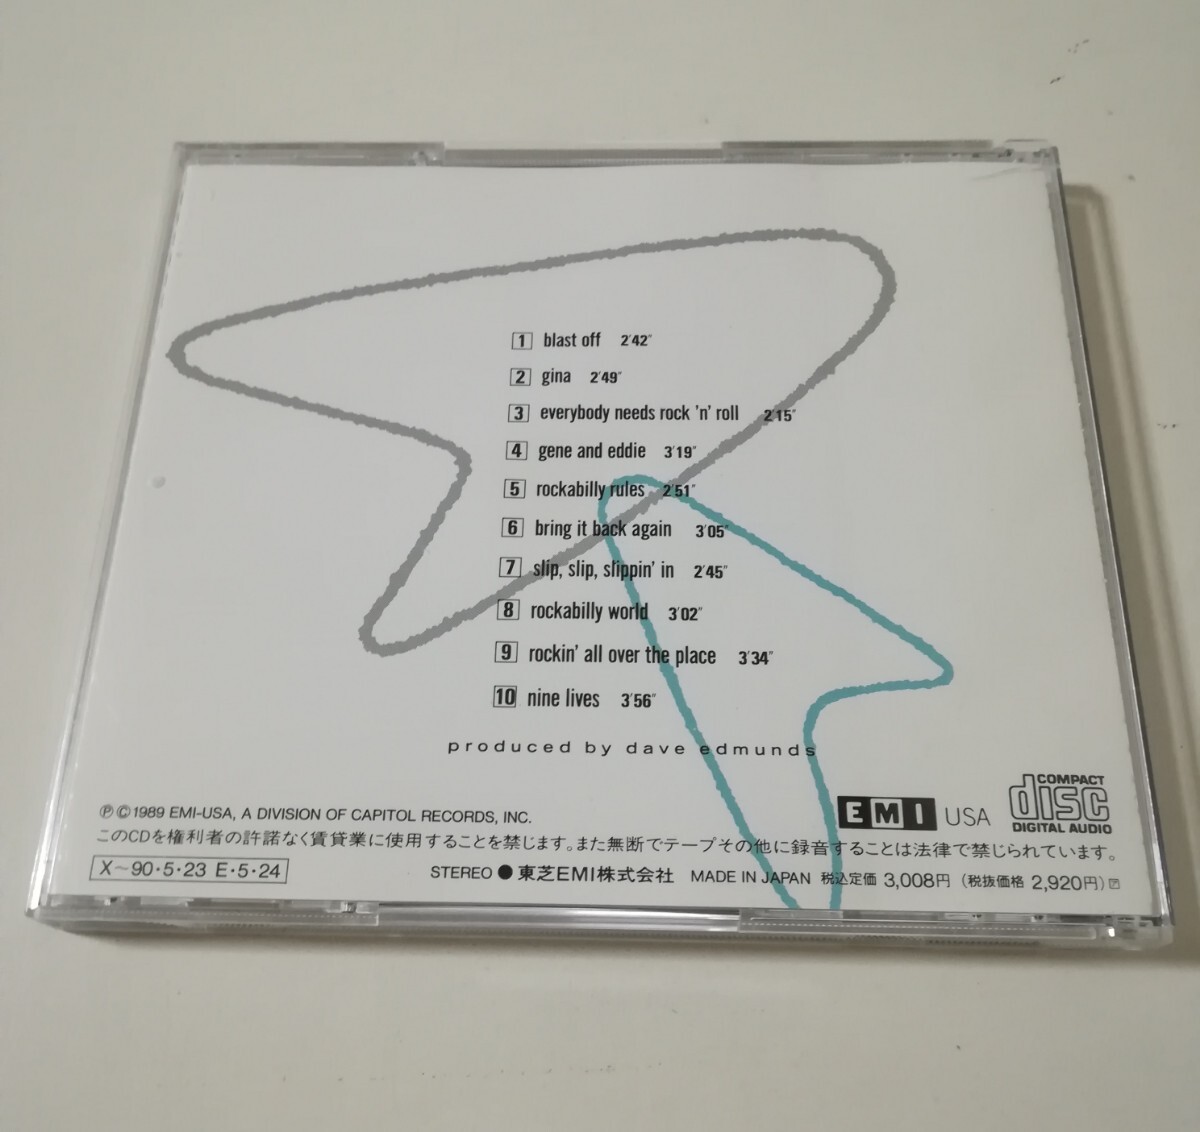 1 blast off 2'42"
2 gina 2'49"
3 everybody needs rock 'n' roll 2'15"
4 gene and eddie 3'19"
5 rockabilly rules 2'51"
6 bring it back again 3'05"
7 slip, slip, slippin' in 2'45"
8 rockabilly world 3'02"
9 rockin' all over the place 3'34"
10 nine lives 3'56"
produced by dave edmunds
ⓅⒸ1989 EMI-USA, A DIVISION OF CAPITOL RECORDS, INC.
EMI USA
COMPACT disc DIGITAL AUDIO
このCDを権利者の許諾なく賃貸業に使用することを禁じます。また無断でテープその他に録音することは法律で禁じられています。
X~90・5・23 E・5・24
STEREO ● 東芝EMI株式会社 MADE IN JAPAN 税込定価 3,008円 (税抜価格 2,920円)